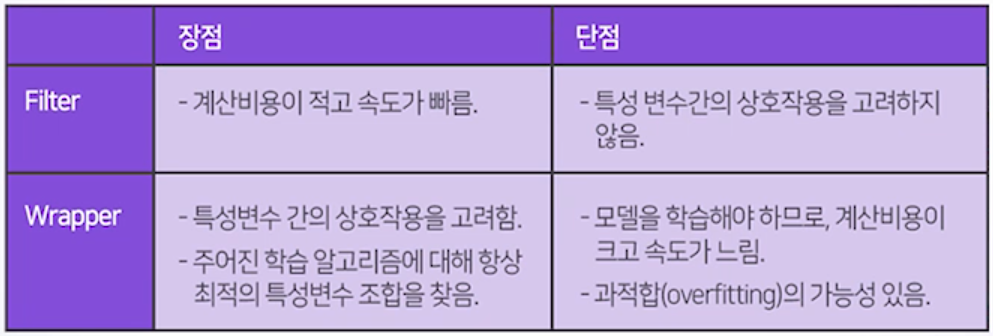 장점
단점
Filter
- 계산비용이 적고 속도가 빠름.
- 특성 변수간의 상호작용을 고려하지
않음.
Wrapper
- 특성변수 간의 상호작용을 고려함.
- 주어진 학습 알고리즘에 대해 항상
최적의 특성변수 조합을 찾음.
- 모델을 학습해야 하므로, 계산비용이
크고 속도가 느림.
- 과적합(overfitting)의 가능성 있음.